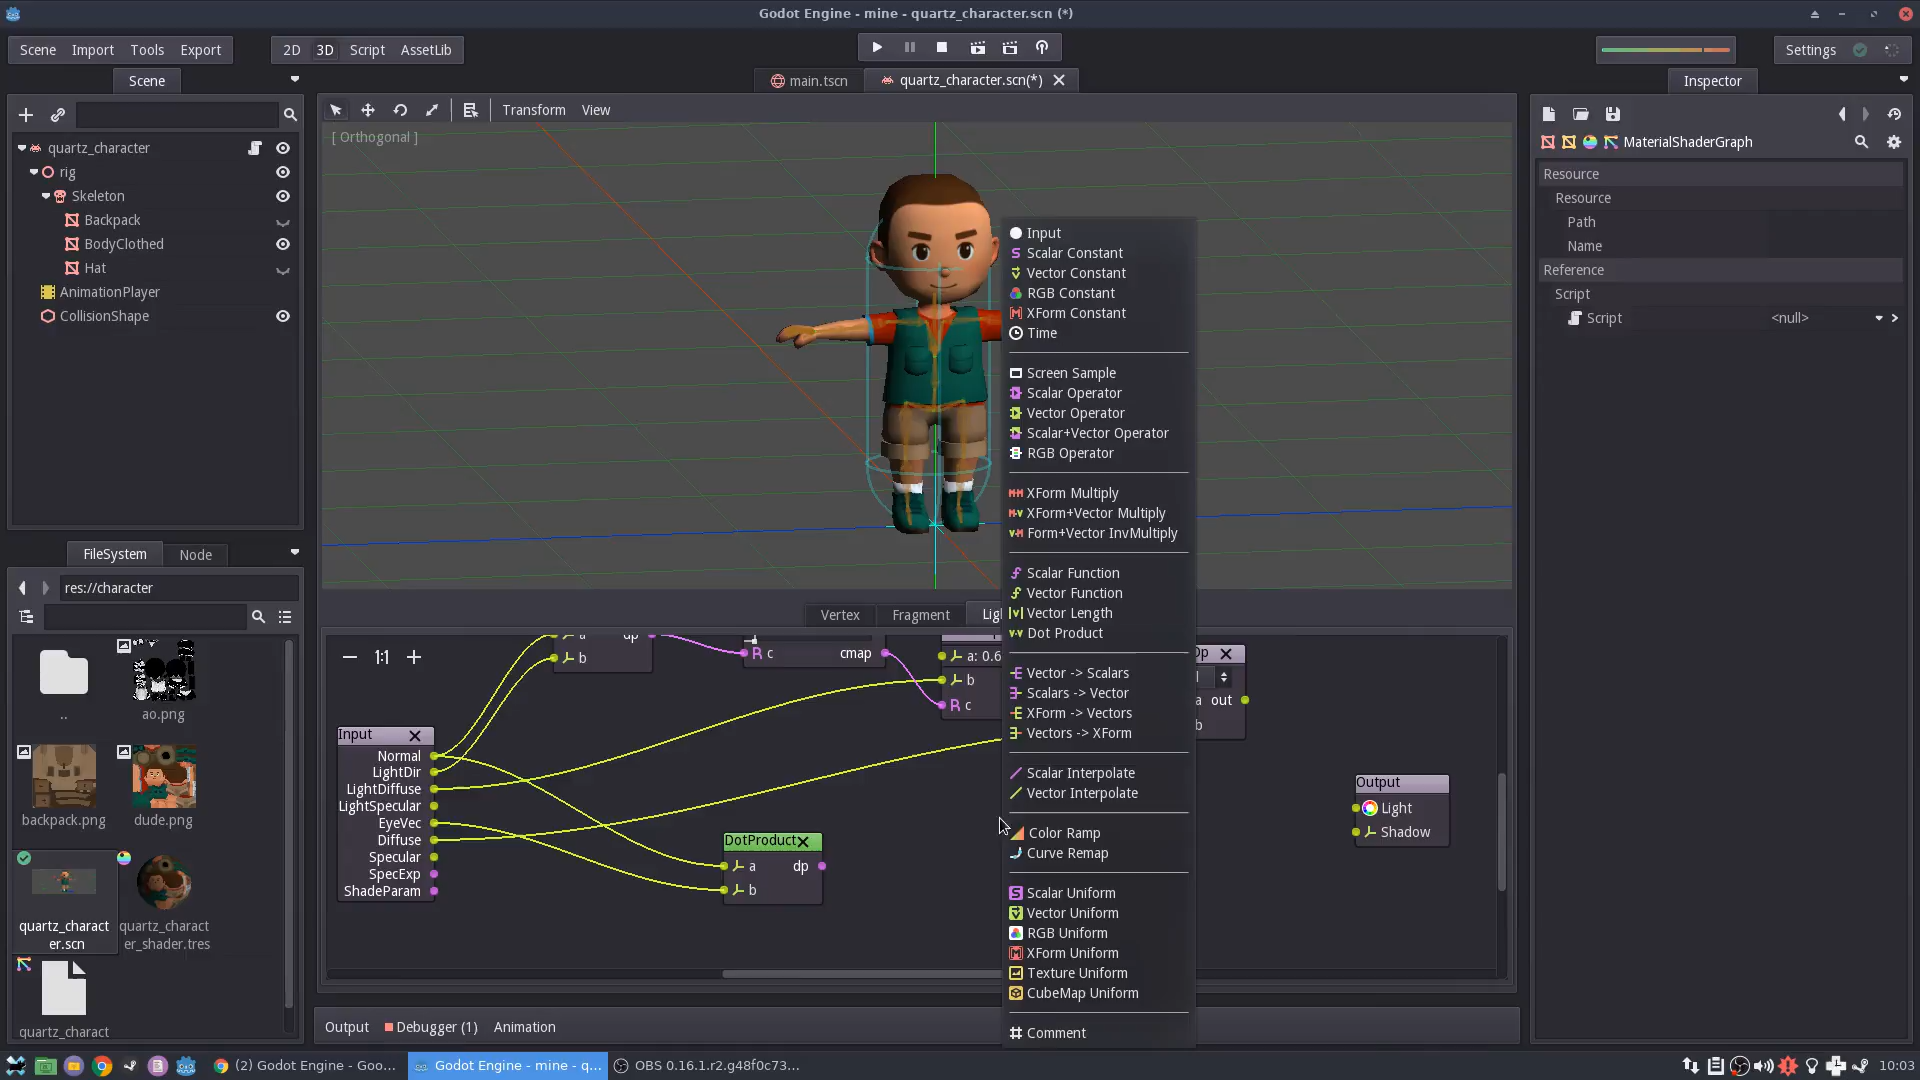 Godot Engine - mine - quartz_character.scn (*)
Scene Import Tools Export
2D 3D Script AssetLib
Settings
Scene
main.tscn
quartz_character.scn(*)
Inspector
Transform View
[ Orthogonal ]
quartz_character
rig
Skeleton
Backpack
BodyClothed
Hat
AnimationPlayer
CollisionShape
MaterialShaderGraph
Resource
Resource
Path
Name
Reference
Script
Script <null>
Input
Scalar Constant
Vector Constant
RGB Constant
XForm Constant
Time
Screen Sample
Scalar Operator
Vector Operator
Scalar+Vector Operator
RGB Operator
XForm Multiply
XForm+Vector Multiply
Form+Vector InvMultiply
Scalar Function
Vector Function
Vector Length
Dot Product
Vector -> Scalars
Scalars -> Vector
XForm -> Vectors
Vectors -> XForm
Scalar Interpolate
Vector Interpolate
Color Ramp
Curve Remap
Scalar Uniform
Vector Uniform
RGB Uniform
XForm Uniform
Texture Uniform
CubeMap Uniform
Comment
FileSystem Node
res://character
..
ao.png
backpack.png
dude.png
quartz_charact
er.scn
quartz_charact
er_shader.tres
quartz_charact
Vertex Fragment Ligh
1:1
a dp
b
c cmap
a: 0.6
b
c
Op
a out
b
Input
Normal
LightDir
LightDiffuse
LightSpecular
EyeVec
Diffuse
Specular
SpecExp
ShadeParam
DotProduct
a dp
b
Output
Light
Shadow
Output Debugger (1) Animation
(2) Godot Engine - Goo...
Godot Engine - mine - q...
OBS 0.16.1.r2.g48f0c73...
10:03